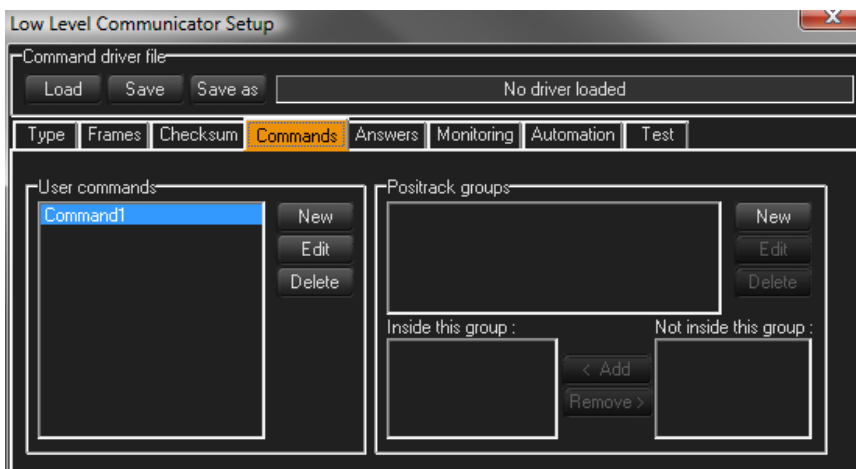 Low Level Communicator Setup
X
Command driver file
Load Save Save as No driver loaded
Type Frames Checksum Commands Answers Monitoring Automation Test
User commands
Command1
New
Edit
Delete
Positrack groups
New
Edit
Delete
Inside this group :
< Add
Remove >
Not inside this group :